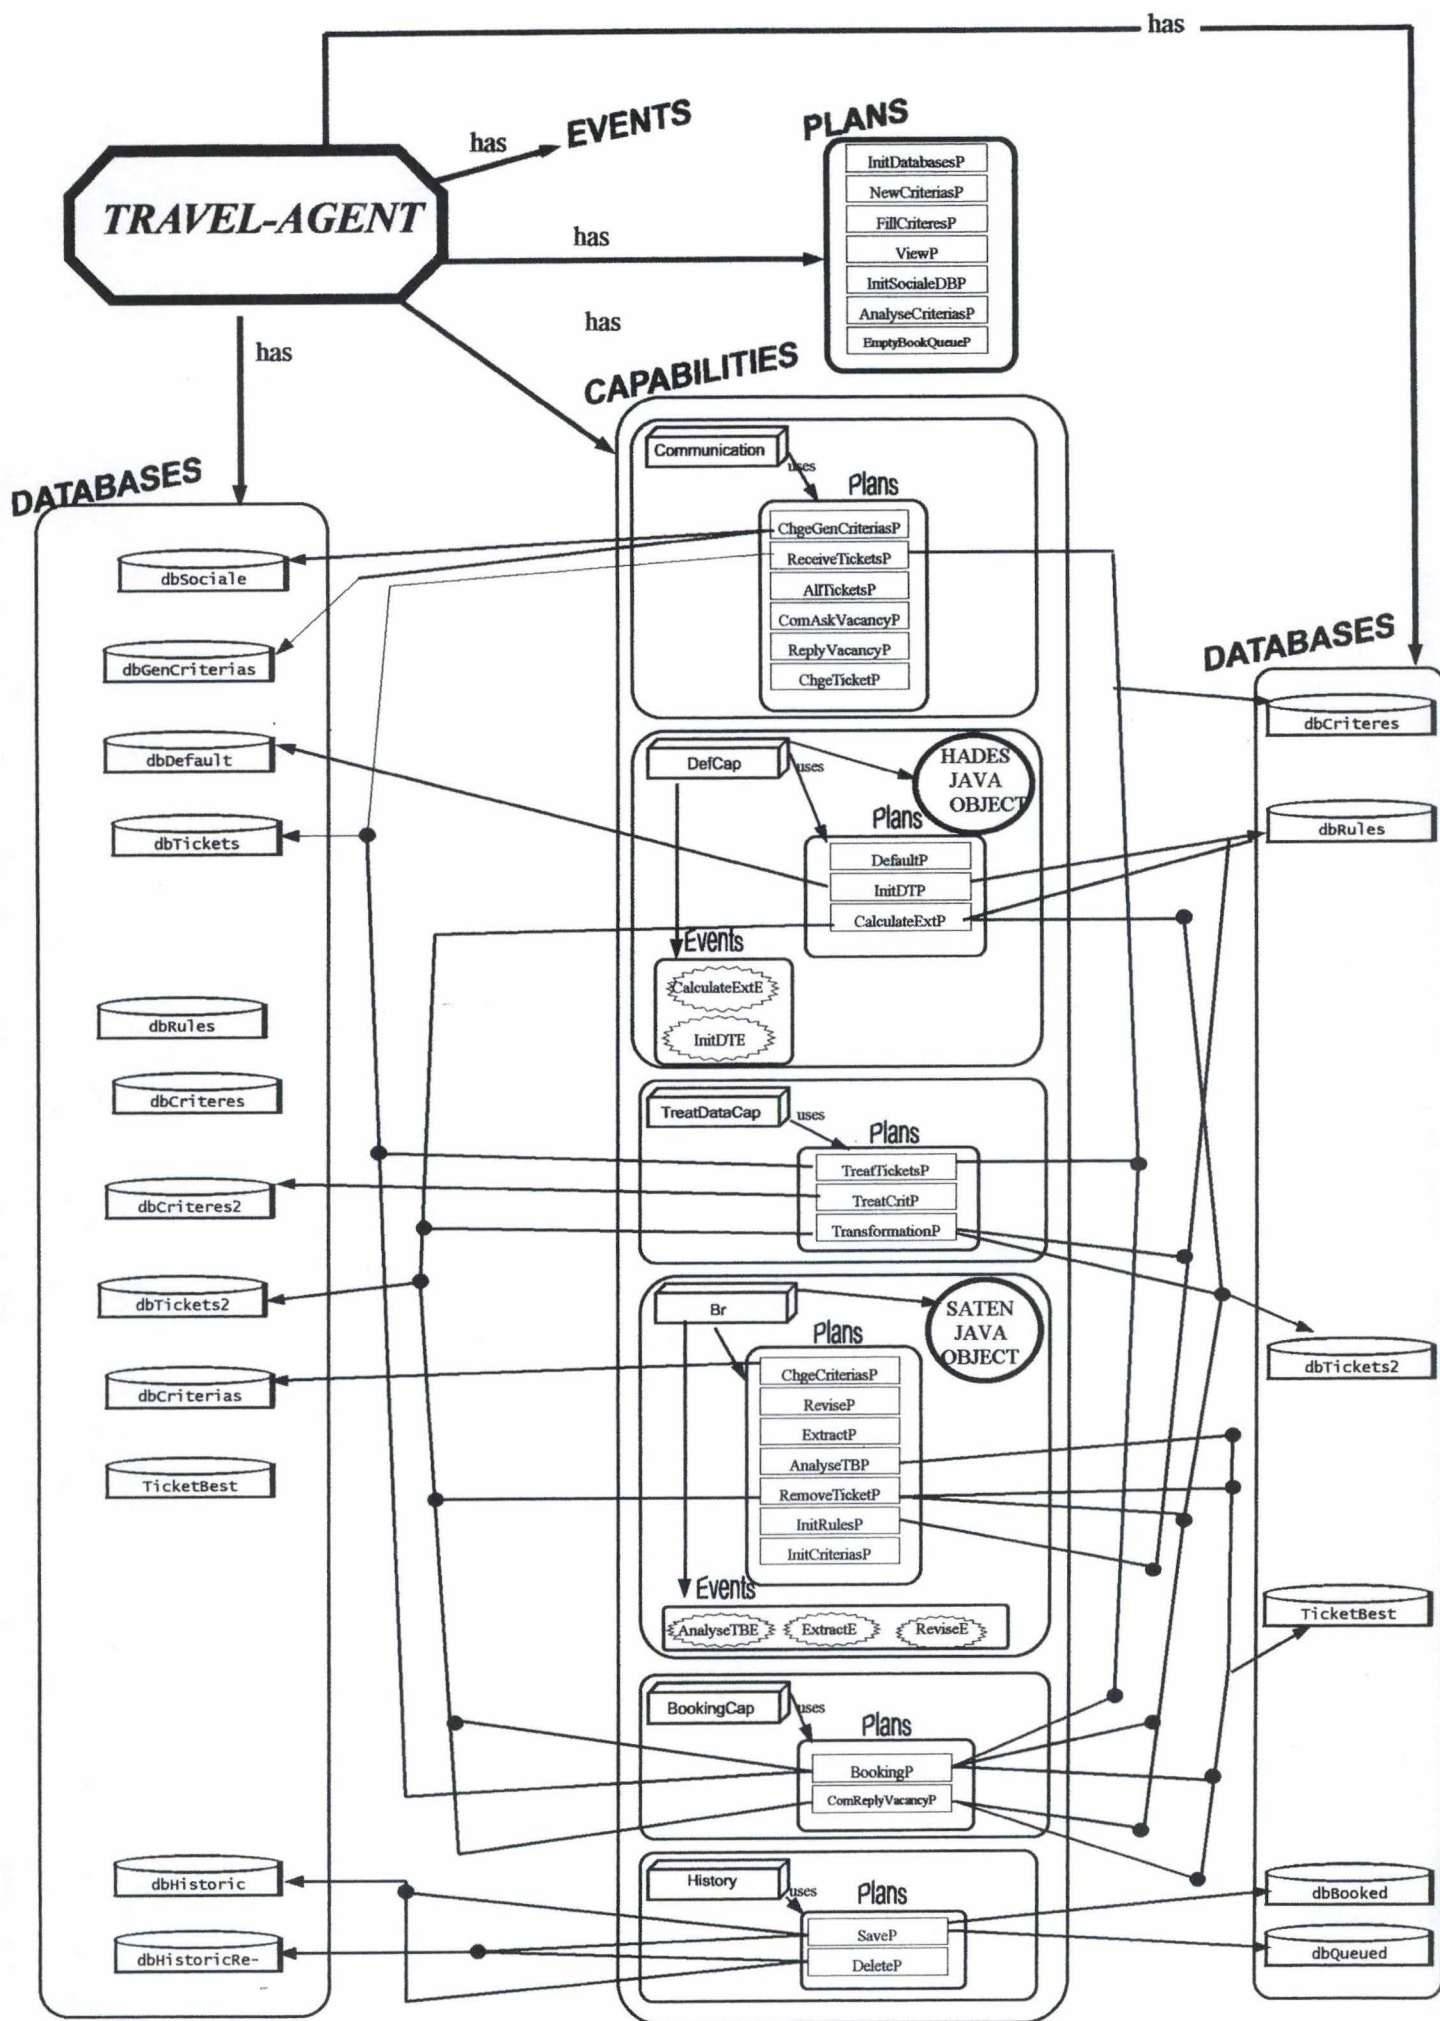 has
EVENTS
has
PLANS
TRAVEL-AGENT
InitDatabasesP
NewCriteriasP
FillCriteresP
ViewP
InitSocialeDBP
AnalyseCriteriasP
EmptyBookQueueP
has
has
has
CAPABILITIES
DATABASES
Communication
uses
Plans
ChgeGenCriteriasP
ReceiveTicketsP
AllTicketsP
ComAskVacancyP
ReplyVacancyP
ChgeTicketP
dbSociale
dbGenCriterias
dbDefault
dbTickets
dbRules
dbCriteres
dbCriteres2
dbTickets2
dbCriterias
TicketBest
dbHistoric
dbHistoricRe-
DefCap
uses
HADES
JAVA
OBJECT
Plans
DefaultP
InitDTP
CalculateExtP
Events
CalculateExtE
InitDTE
TreatDataCap
uses
Plans
TreatTicketsP
TreatCritP
TransformationP
Br
SATEN
JAVA
OBJECT
Plans
ChgeCriteriasP
ReviseP
ExtractP
AnalyseTBP
RemoveTicketP
InitRulesP
InitCriteriasP
Events
AnalyseTBE
ExtractE
ReviseE
BookingCap
uses
Plans
BookingP
ComReplyVacancyP
History
uses
Plans
SaveP
DeleteP
DATABASES
dbCriteres
dbRules
dbTickets2
TicketBest
dbBooked
dbQueued